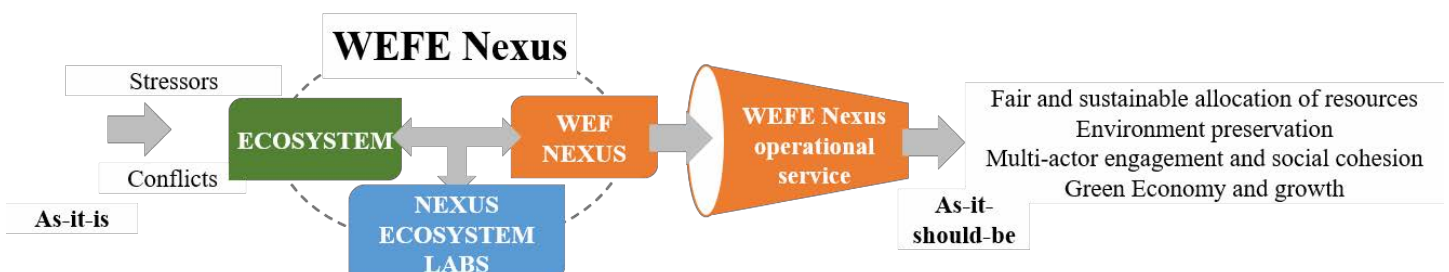 WEFE Nexus
Stressors
Conflicts
As-it-is
ECOSYSTEM
WEF
NEXUS
NEXUS
ECOSYSTEM
LABS
WEFE Nexus
operational
service
As-it-
should-be
Fair and sustainable allocation of resources
Environment preservation
Multi-actor engagement and social cohesion
Green Economy and growth